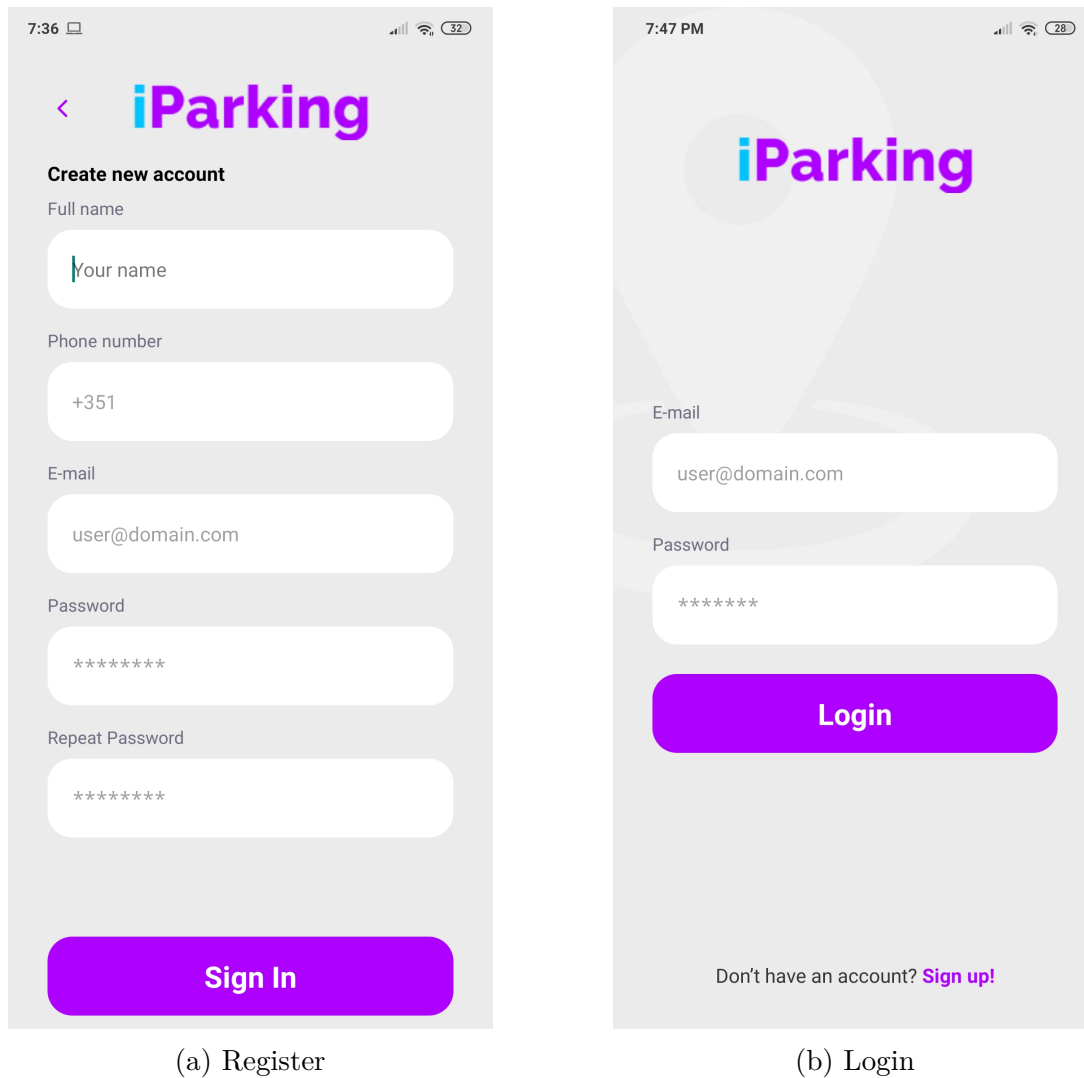 7:36
32
iParking
Create new account
Full name
Your name
Phone number
+351
E-mail
user@domain.com
Password
********
Repeat Password
********
Sign In
(a) Register
7:47 PM
28
iParking
E-mail
user@domain.com
Password
*******
Login
Don't have an account? Sign up!
(b) Login